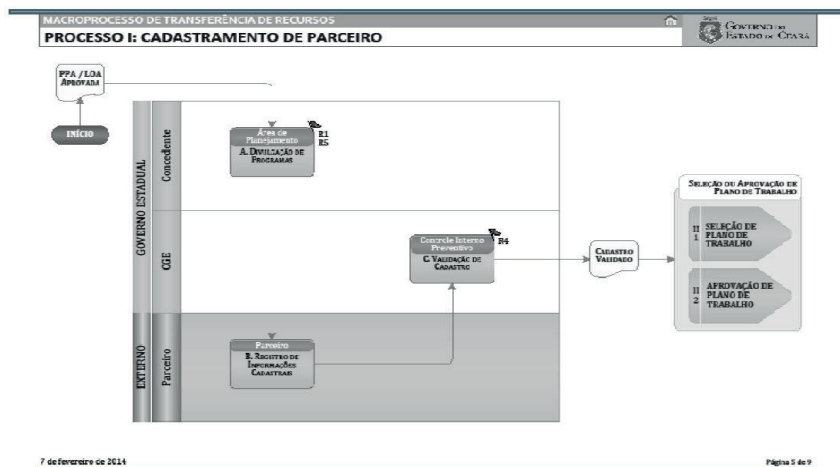 MACROPROCESSO DE TRANSFERÊNCIA DE RECURSOS
PROCESSO I: CADASTRAMENTO DE PARCEIRO
GOVERNO DO
ESTADO DO CEARÁ
PPA / LOA
APROVADA
INÍCIO
GOVERNO ESTADUAL
Concedente
Área de
Planejamento
A. DIVULGAÇÃO DE
PROGRAMAS
R1
R5
CGE
Controle Interno
Preventivo
C. VALIDAÇÃO DE
CADASTRO
R4
CADASTRO
VALIDADO
SELEÇÃO OU APROVAÇÃO DE
PLANO DE TRABALHO
II
1
SELEÇÃO DE
PLANO DE
TRABALHO
II
2
APROVAÇÃO DE
PLANO DE
TRABALHO
EXTERNO
Parceiro
Parceiro
B. REGISTRO DE
INFORMAÇÕES
CADASTRAIS
7 de fevereiro de 2014
Página 5 de 9